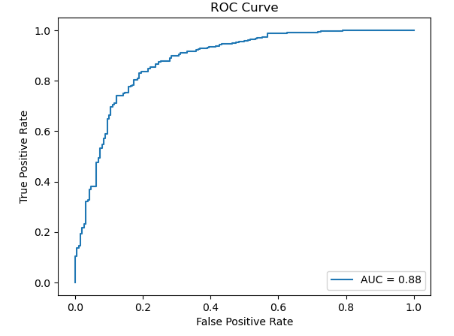 ROC Curve
True Positive Rate
1.0
0.8
0.6
0.4
0.2
0.0
AUC = 0.88
0.0 0.2 0.4 0.6 0.8 1.0
False Positive Rate